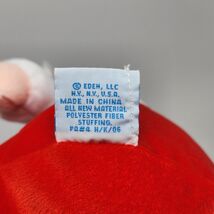 © EDEN, LLC
N.Y., N.Y., U.S.A.
MADE IN CHINA
ALL NEW MATERIAL
POLYESTER FIBER
STUFFING.
PA#4 H/K/06